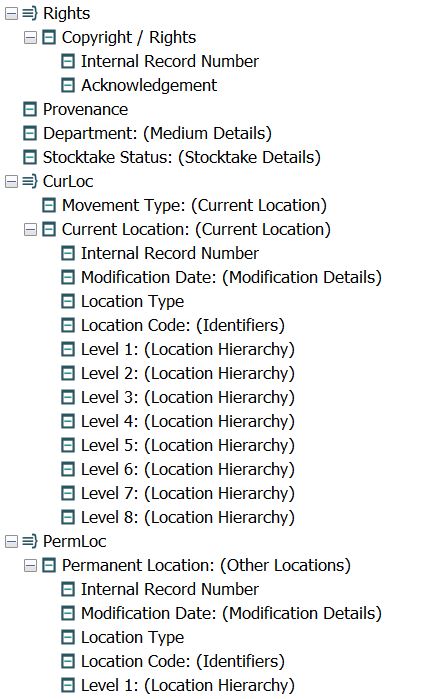 Rights
Copyright / Rights
Internal Record Number
Acknowledgement
Provenance
Department: (Medium Details)
Stocktake Status: (Stocktake Details)
CurLoc
Movement Type: (Current Location)
Current Location: (Current Location)
Internal Record Number
Modification Date: (Modification Details)
Location Type
Location Code: (Identifiers)
Level 1: (Location Hierarchy)
Level 2: (Location Hierarchy)
Level 3: (Location Hierarchy)
Level 4: (Location Hierarchy)
Level 5: (Location Hierarchy)
Level 6: (Location Hierarchy)
Level 7: (Location Hierarchy)
Level 8: (Location Hierarchy)
PermLoc
Permanent Location: (Other Locations)
Internal Record Number
Modification Date: (Modification Details)
Location Type
Location Code: (Identifiers)
Level 1: (Location Hierarchy)